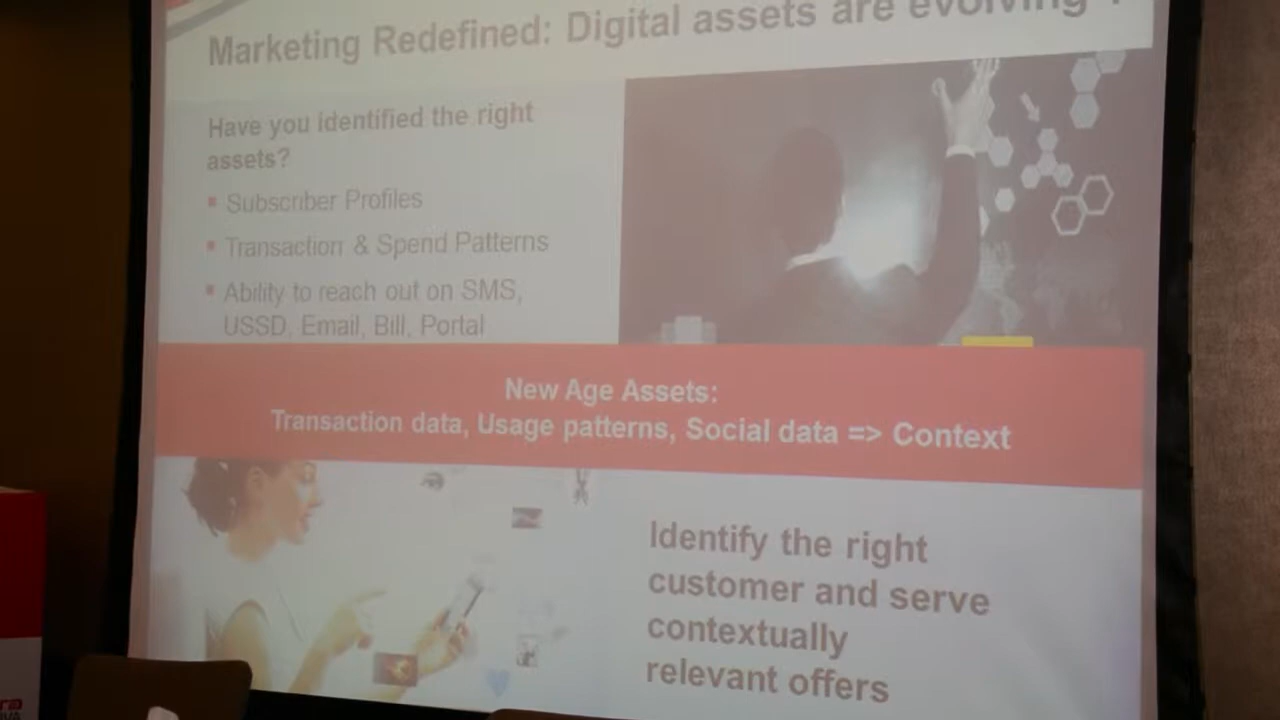 Marketing Redefined: Digital assets are evolving
Have you identified the right
assets?
Subscriber Profiles
Transaction & Spend Patterns
Ability to reach out on SMS,
USSD, Email, Bill, Portal
New Age Assets:
Transaction data, Usage patterns, Social data => Context
Identify the right
customer and serve
contextually
relevant offers